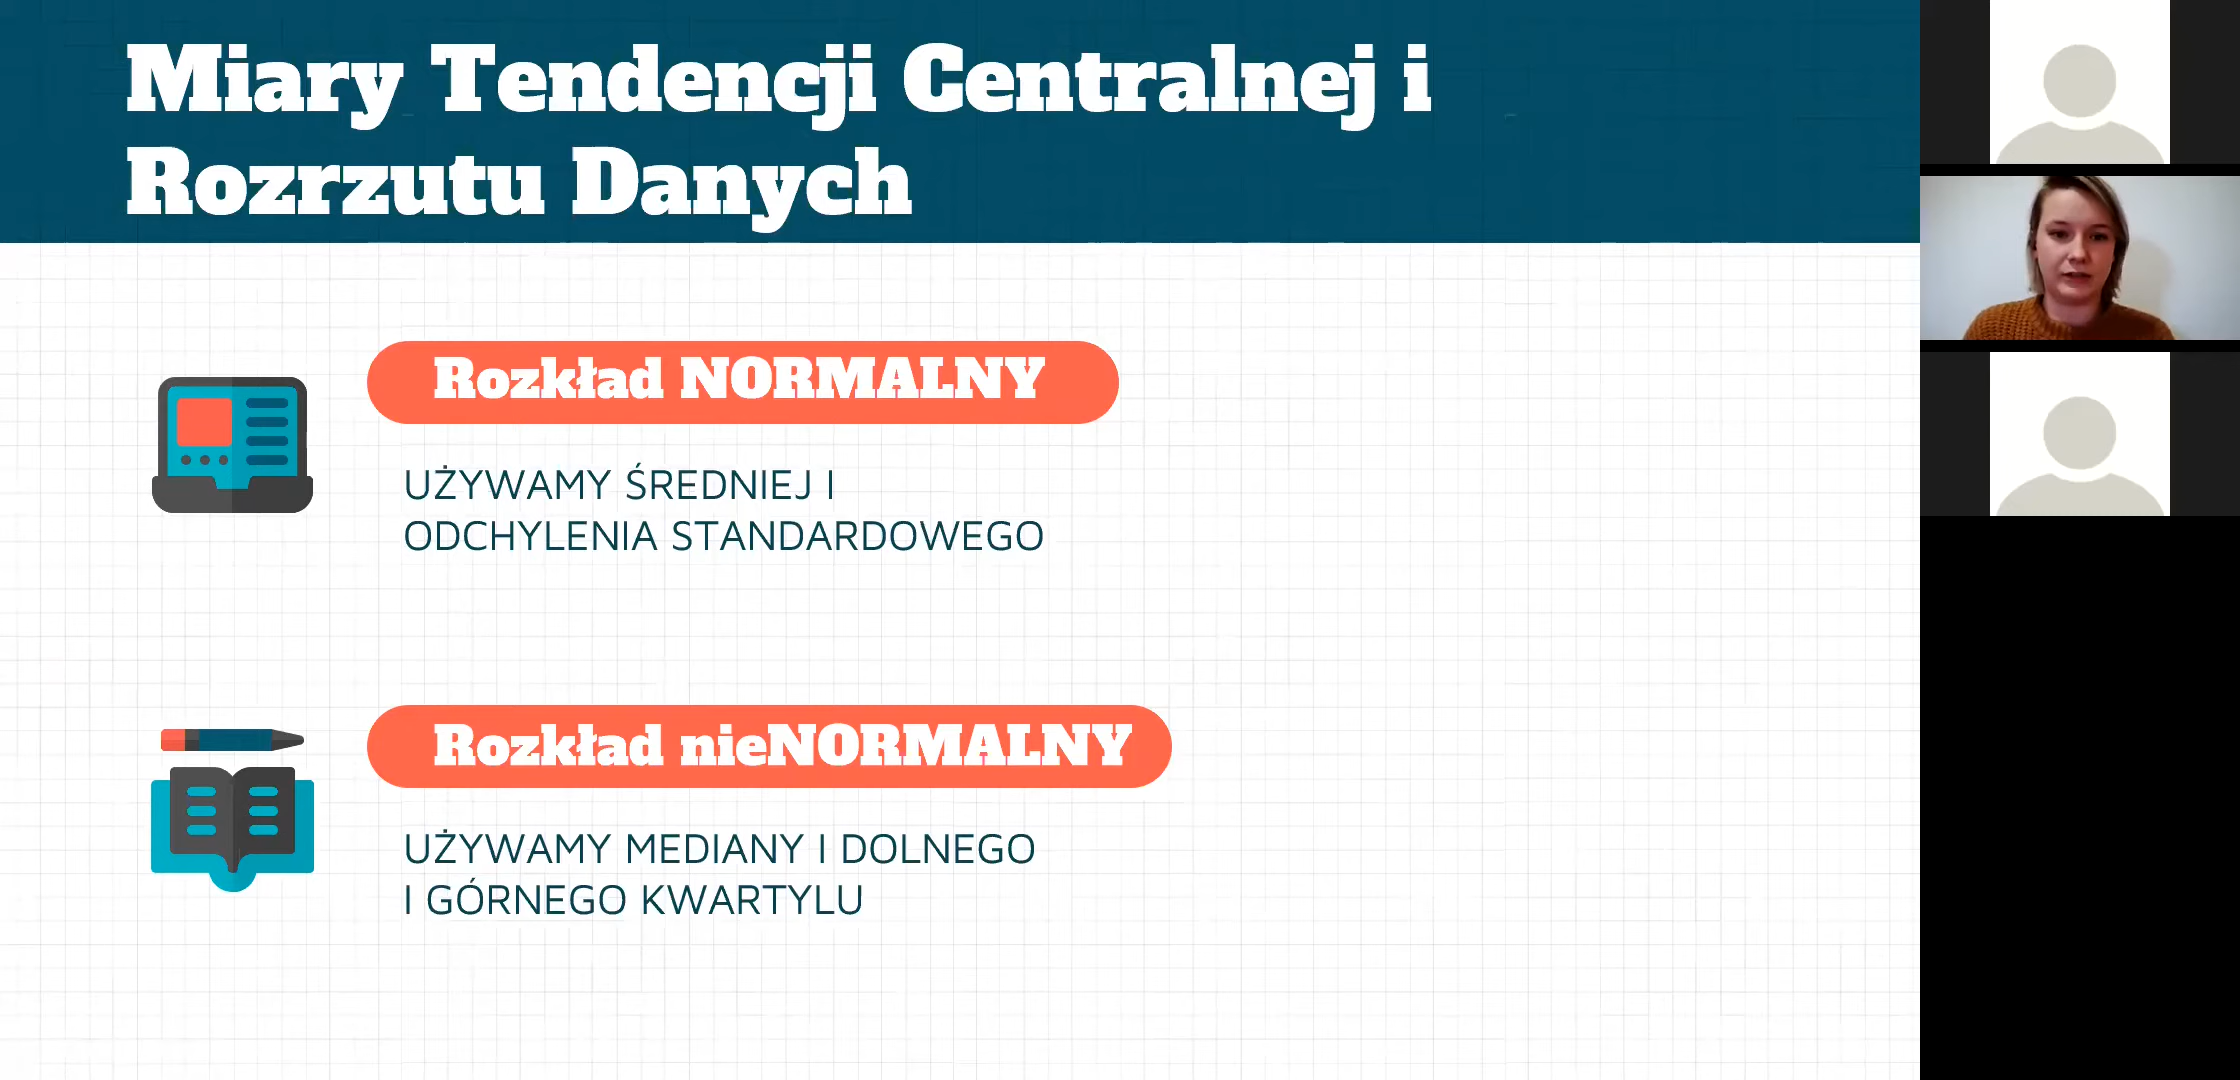 Miary Tendencji Centralnej i
Rozrzutu Danych
Rozkład NORMALNY
UŻYWAMY ŚREDNIEJ I
ODCHYLENIA STANDARDOWEGO
Rozkład nieNORMALNY
UŻYWAMY MEDIANY I DOLNEGO
I GÓRNEGO KWARTYLU